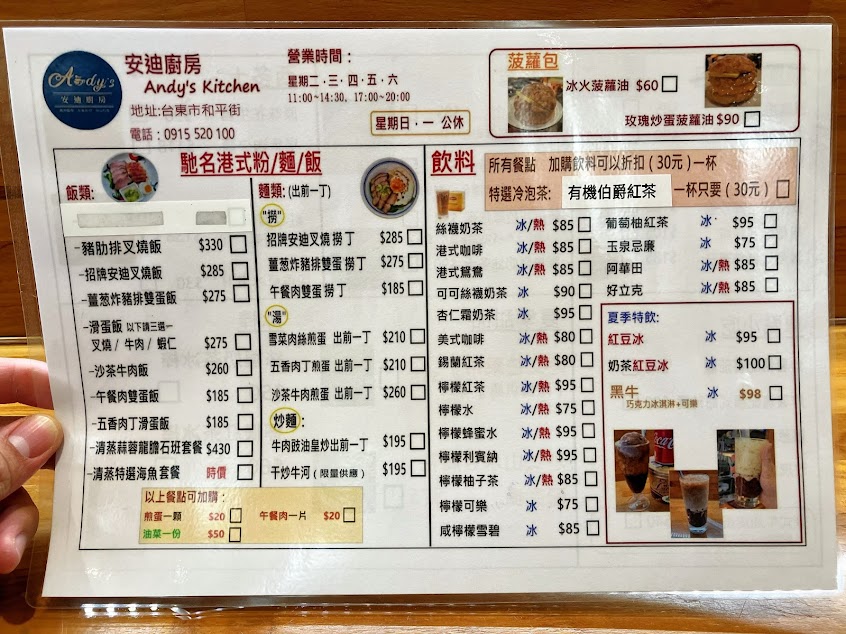 Andy's
安迪廚房
安迪廚房
Andy's Kitchen
地址:台東市和平街
電話：0915 520 100
營業時間：
星期二.三.四.五.六
11:00~14:30, 17:00~20:00
星期日.一 公休
菠蘿包
冰火菠蘿油 $60
玫瑰炒蛋菠蘿油 $90
馳名港式粉/麵/飯
飯類:
-豬肋排叉燒飯 $330
-招牌安迪叉燒飯 $285
-薑葱炸豬排雙蛋飯 $275
-滑蛋飯 以下請三選一
叉燒 / 牛肉 / 蝦仁 $275
-沙茶牛肉飯 $260
-午餐肉雙蛋飯 $185
-五香肉丁滑蛋飯 $185
-清蒸蒜蓉龍膽石班套餐 $430
-清蒸特選海魚套餐 時價
以上餐點可加購：
煎蛋一顆 $20 午餐肉一片 $20
油菜一份 $50
麵類: (出前一丁)
"撈"
招牌安迪叉燒 撈丁 $285
薑葱炸豬排雙蛋 撈丁 $275
午餐肉雙蛋 撈丁 $185
"湯"
雪菜肉絲煎蛋 出前一丁 $210
五香肉丁煎蛋 出前一丁 $210
沙茶牛肉煎蛋 出前一丁 $260
炒麵:
牛肉豉油皇炒出前一丁 $195
干炒牛河 (限量供應) $195
飲料
所有餐點 加購飲料可以折扣 (30元) 一杯
特選冷泡茶: 有機伯爵紅茶 一杯只要 (30元)
絲襪奶茶 冰/熱 $85
港式咖啡 冰/熱 $85
港式鴛鴦 冰/熱 $85
可可絲襪奶茶 冰 $90
杏仁霜奶茶 冰 $95
美式咖啡 冰/熱 $80
錫蘭紅茶 冰/熱 $80
檸檬紅茶 冰/熱 $95
檸檬水 冰/熱 $75
檸檬蜂蜜水 冰/熱 $95
檸檬利賓納 冰/熱 $95
檸檬柚子茶 冰/熱 $85
檸檬可樂 冰 $75
咸檸檬雪碧 冰 $85
葡萄柚紅茶 冰. $95
玉泉忌廉 冰 $75
阿華田 冰/熱 $85
好立克 冰/熱 $85
夏季特飲:
紅豆冰 冰 $95
奶茶紅豆冰 冰 $100
黑牛 冰 $98
巧克力冰淇淋+可樂